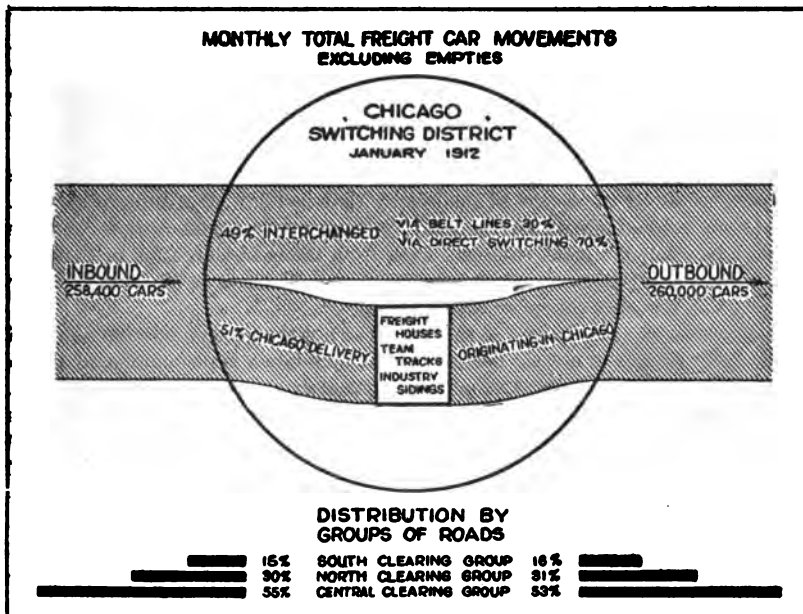 MONTHLY TOTAL FREIGHT CAR MOVEMENTS
EXCLUDING EMPTIES
CHICAGO
SWITCHING DISTRICT
JANUARY 1912
49% INTERCHANGED
VIA BELT LINES 30%
VIA DIRECT SWITCHING 70%
INBOUND
258,400 CARS
OUTBOUND
260,000 CARS
51% CHICAGO DELIVERY
FREIGHT
HOUSES
TEAM
TRACKS
INDUSTRY
SIDINGS
ORIGINATING IN CHICAGO
DISTRIBUTION BY
GROUPS OF ROADS
15% SOUTH CLEARING GROUP 16%
30% NORTH CLEARING GROUP 31%
55% CENTRAL CLEARING GROUP 53%